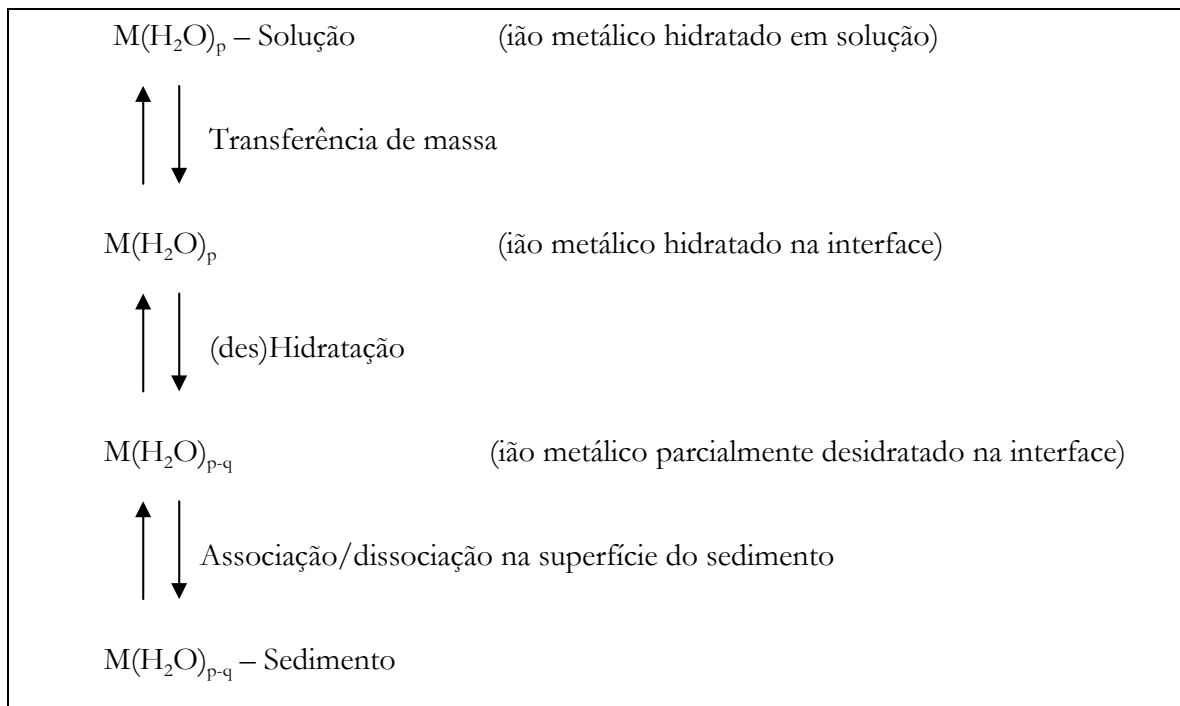 M(H₂O)ₚ – Solução (ião metálico hidratado em solução)
Transferência de massa
M(H₂O)ₚ (ião metálico hidratado na interface)
(des)Hidratação
M(H₂O)p-q (ião metálico parcialmente desidratado na interface)
Associação/dissociação na superfície do sedimento
M(H₂O)p-q – Sedimento